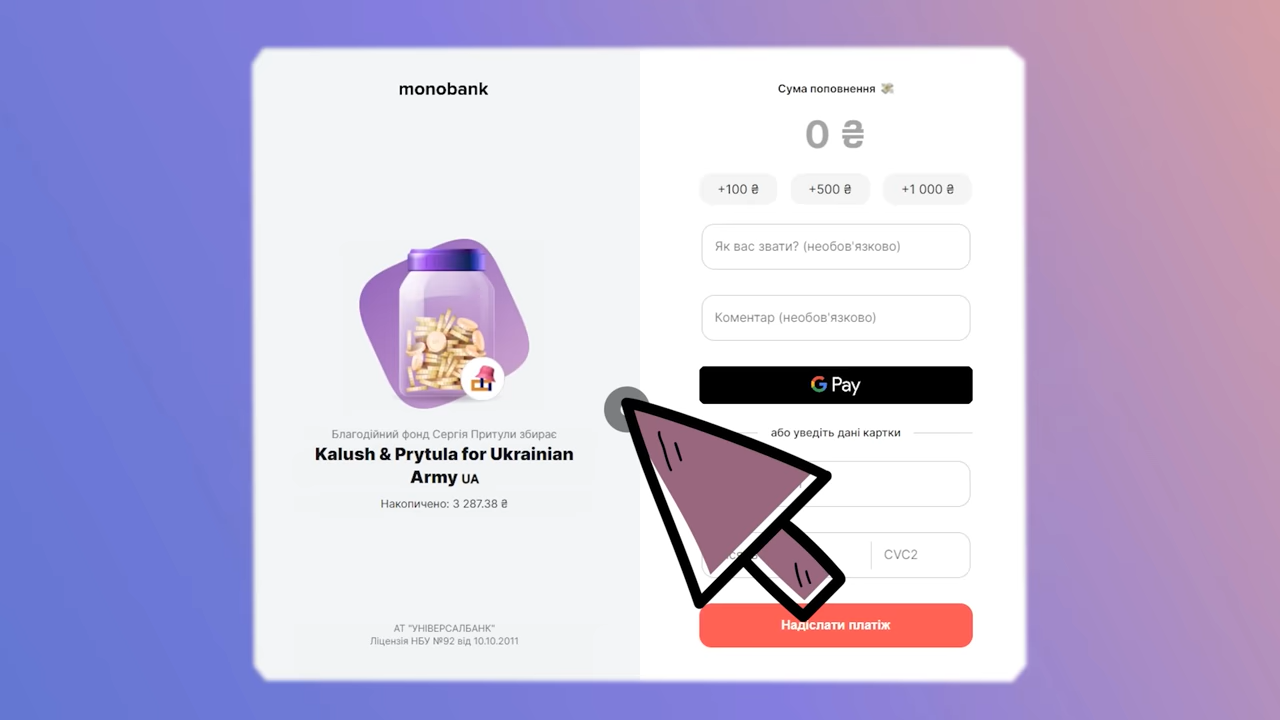 monobank
Благодійний фонд Сергія Притули збирає
Kalush & Prytula for Ukrainian
Army UA
Накопичено: 3 287.38 ₴
АТ "УНІВЕРСАЛБАНК"
Ліцензія НБУ №92 від 10.10.2011
Сума поповнення
0 ₴
+100 ₴ +500 ₴ +1 000 ₴
Як вас звати? (необов'язково)
Коментар (необов'язково)
G Pay
або уведіть дані картки
CVC2
Надіслати платіж